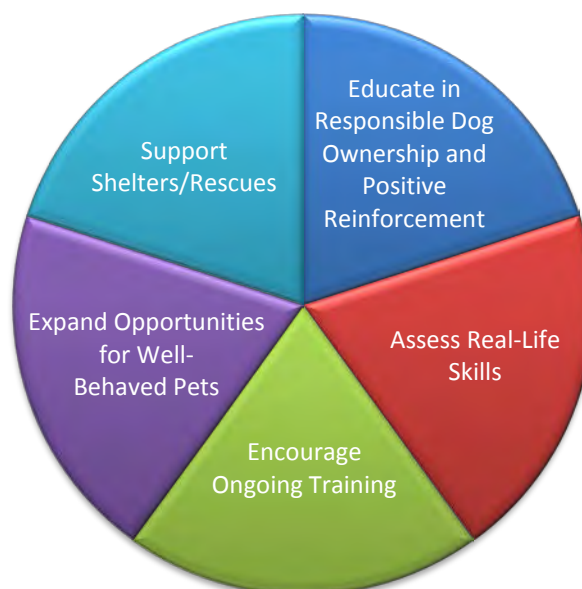 Educate in
Responsible Dog
Ownership and
Positive
Reinforcement
Assess Real-Life
Skills
Encourage
Ongoing Training
Expand Opportunities
for Well-
Behaved Pets
Support
Shelters/Rescues